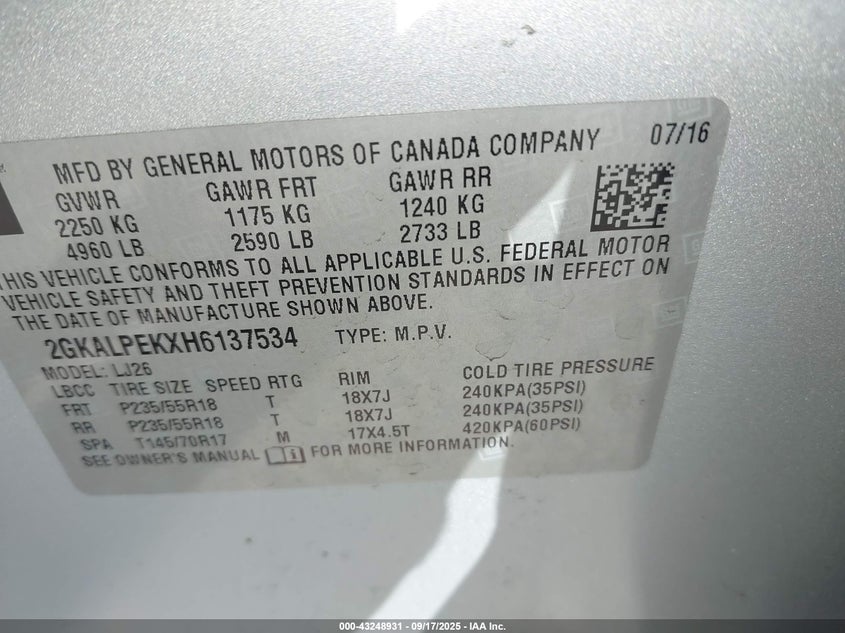 MFD BY GENERAL MOTORS OF CANADA COMPANY 07/16
GVWR GAWR FRT GAWR RR
2250 KG 1175 KG 1240 KG
4960 LB 2590 LB 2733 LB
THIS VEHICLE CONFORMS TO ALL APPLICABLE U.S. FEDERAL MOTOR
VEHICLE SAFETY AND THEFT PREVENTION STANDARDS IN EFFECT ON
THE DATE OF MANUFACTURE SHOWN ABOVE.
2GKALPEKXH6137534 TYPE: M.P.V.
MODEL: LJ26
LBCC TIRE SIZE SPEED RTG RIM COLD TIRE PRESSURE
FRT P235/55R18 T 18X7J 240KPA(35PSI)
RR P235/55R18 T 18X7J 240KPA(35PSI)
SPA T145/70R17 M 17X4.5T 420KPA(60PSI)
SEE OWNER'S MANUAL FOR MORE INFORMATION.
000-43248931 - 09/17/2025 - IAA Inc.